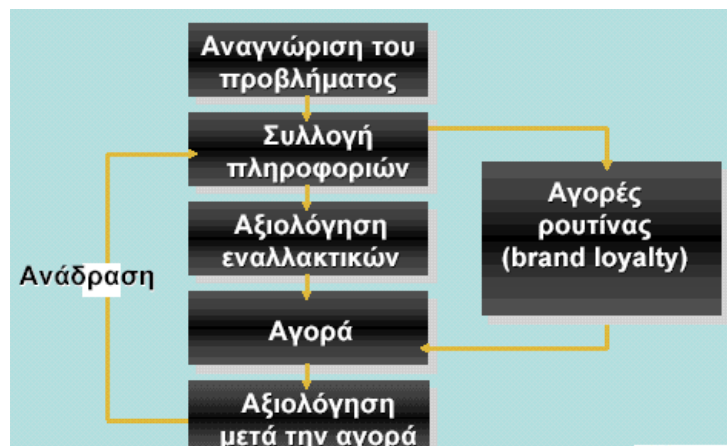 Αναγνώριση του
προβλήματος
Συλλογή
πληροφοριών
Αξιολόγηση
εναλλακτικών
Αγορά
Αξιολόγηση
μετά την αγορά
Αγορές
ρουτίνας
(brand loyalty)
Ανάδραση